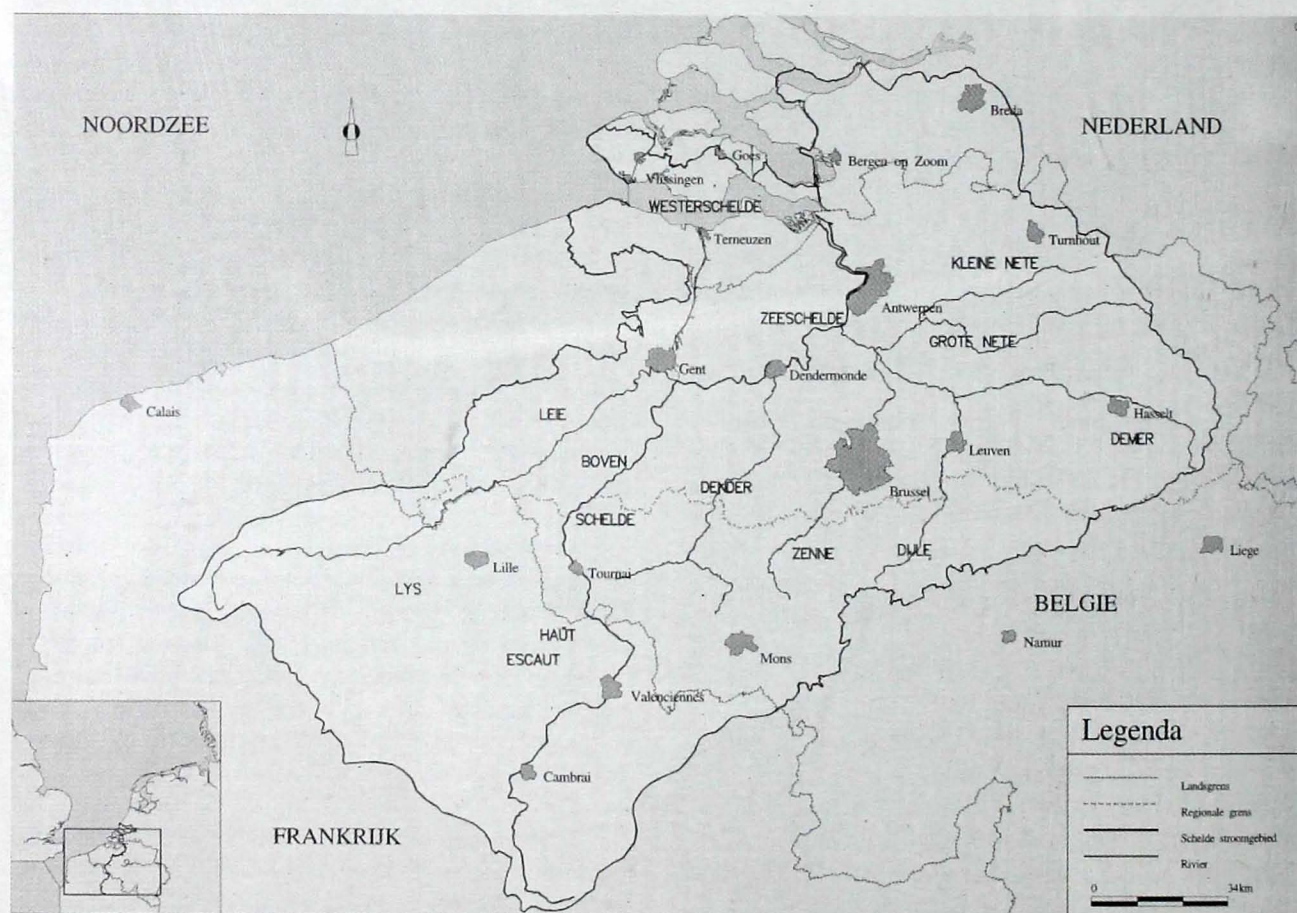 NOORDZEE
NEDERLAND
Breda
Goes
Bergen op Zoom
Vlissingen
WESTERSCHELDE
Terneuzen
Turnhout
KLEINE NETE
Antwerpen
ZEESCHELDE
GROTE NETE
Gent
Dendermonde
Calais
LEIE
Hasselt
DEMER
Leuven
BOVEN
SCHELDE
DENDER
Brussel
ZENNE
DIJLE
Liege
Lille
Tournai
LYS
BELGIE
HAUT
ESCAUT
Mons
Namur
Valenciennes
Cambrai
FRANKRIJK
Legenda
Landsgrens
Regionale grens
Schelde stroomgebied
Rivier
0 34km